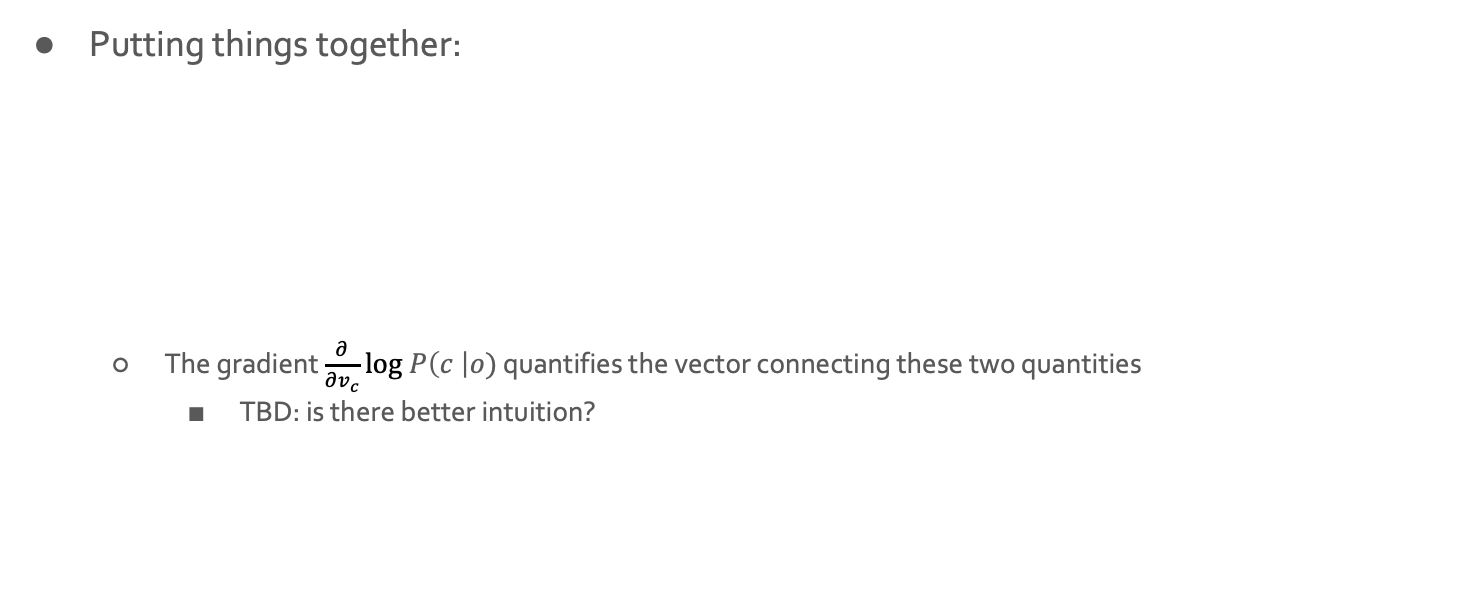 ● Putting things together:
○ The gradient ∂/∂v_c log P(c |o) quantifies the vector connecting these two quantities
■ TBD: is there better intuition?